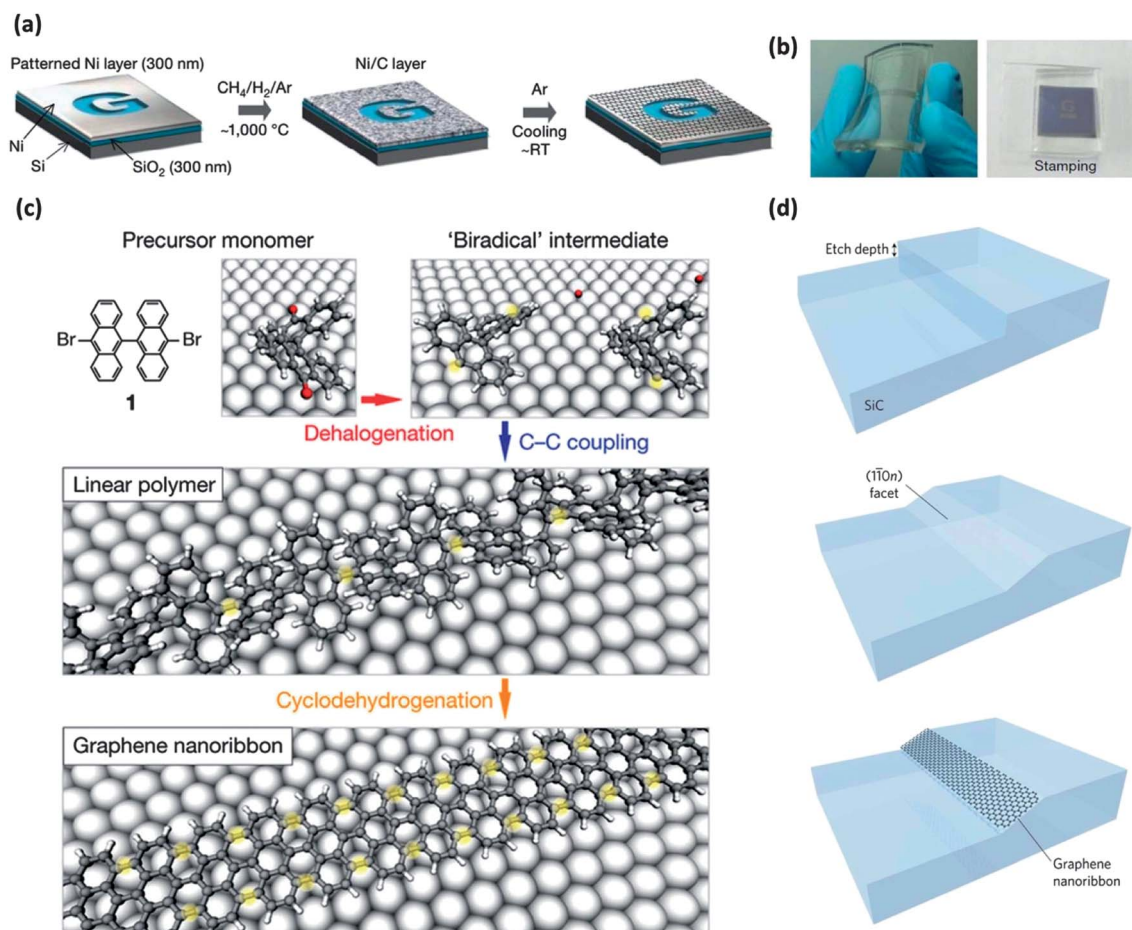 (a)
Patterned Ni layer (300 nm)
Ni
Si
SiO₂ (300 nm)
CH₄/H₂/Ar
~1,000 °C
Ni/C layer
G
Ar
Cooling
~RT
(b)
G
Stamping
(c)
Precursor monomer
'Biradical' intermediate
Br
Br
1
Dehalogenation
C–C coupling
Linear polymer
Cyclodehydrogenation
Graphene nanoribbon
(d)
Etch depth
SiC
(11̄0n)
facet
Graphene
nanoribbon